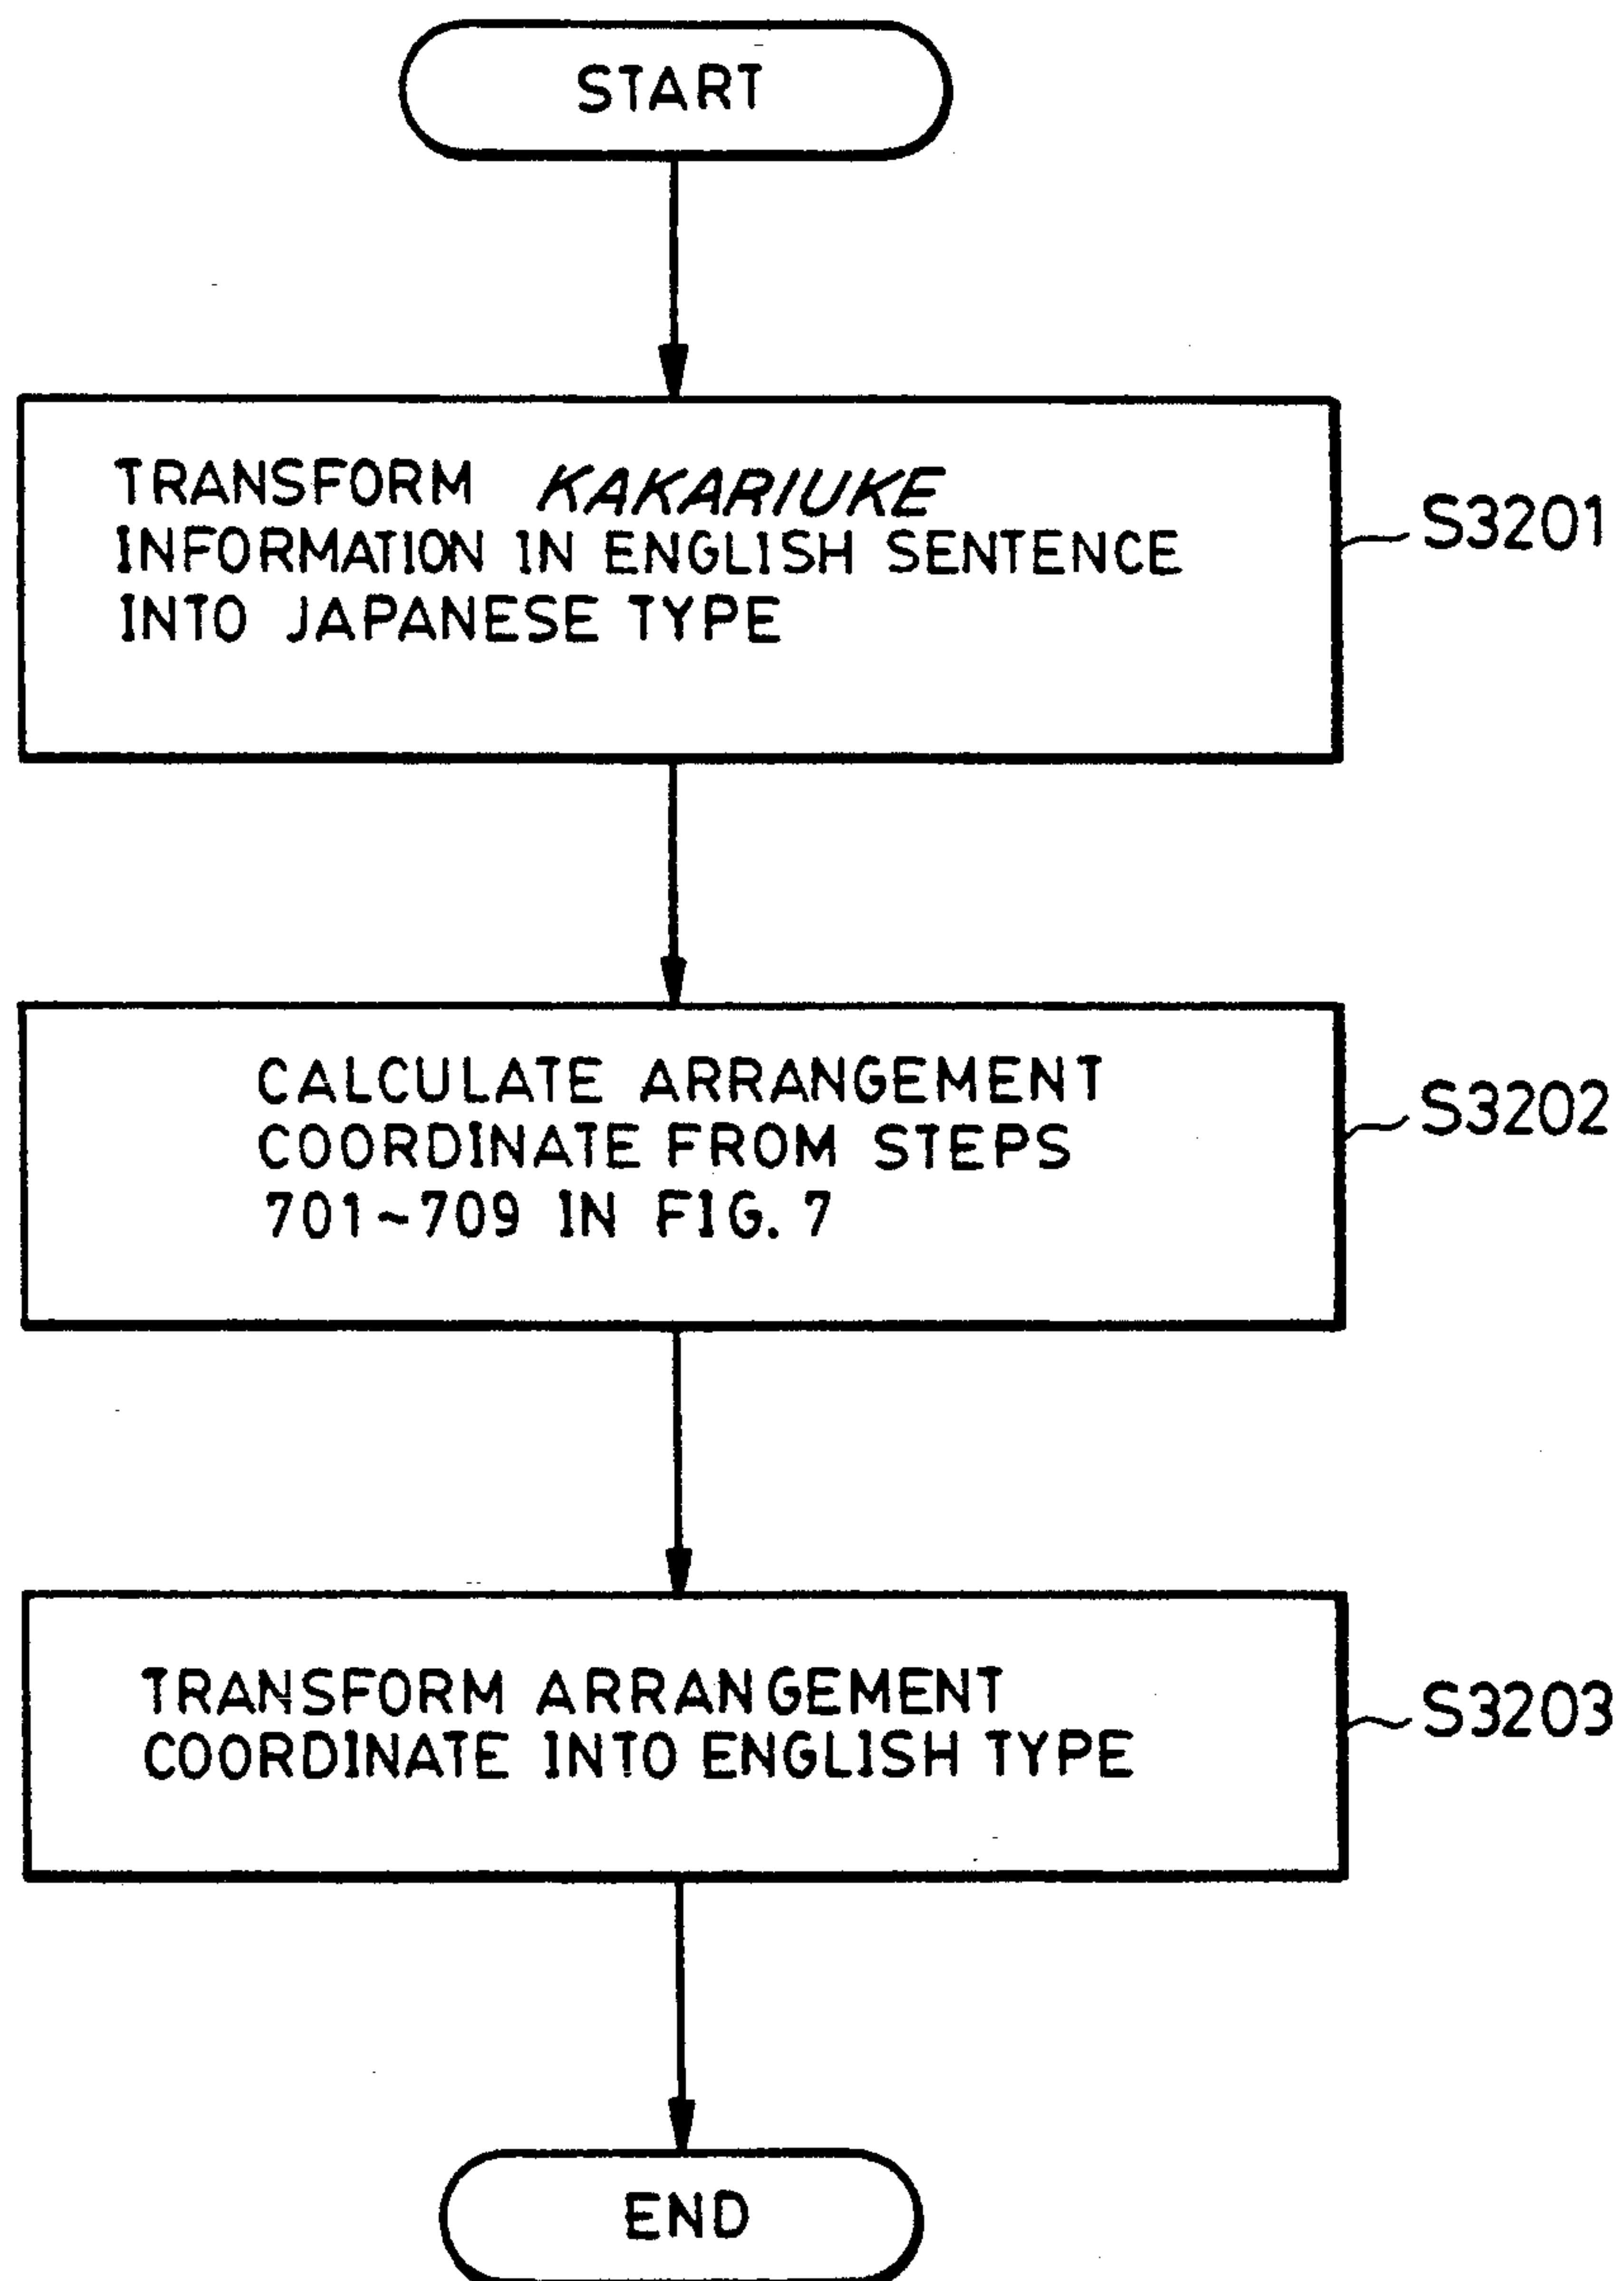 START
TRANSFORM KAKARIUKE
INFORMATION IN ENGLISH SENTENCE
INTO JAPANESE TYPE
S3201
CALCULATE ARRANGEMENT
COORDINATE FROM STEPS
701~709 IN FIG. 7
S3202
TRANSFORM ARRANGEMENT
COORDINATE INTO ENGLISH TYPE
S3203
END